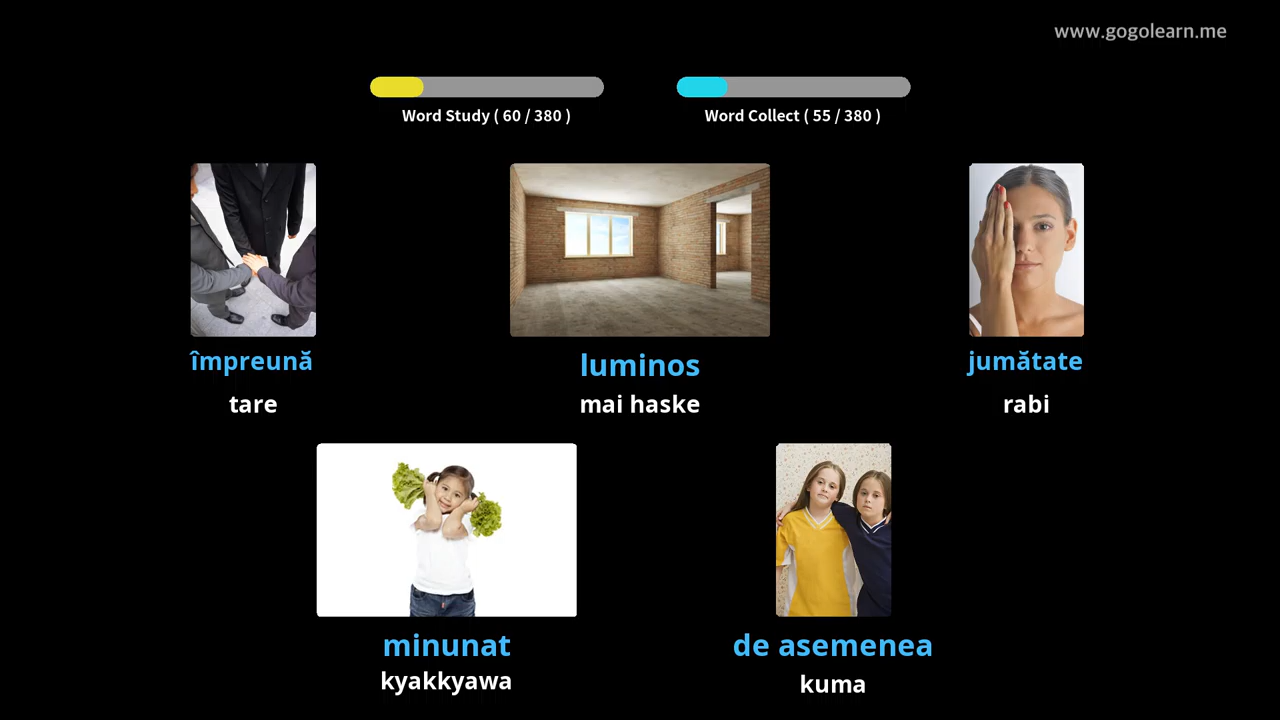 www.gogolearn.me
Word Study ( 60 / 380 )
Word Collect ( 55 / 380 )
împreună
luminos
jumătate
tare
mai haske
rabi
minunat
de asemenea
kyakkyawa
kuma